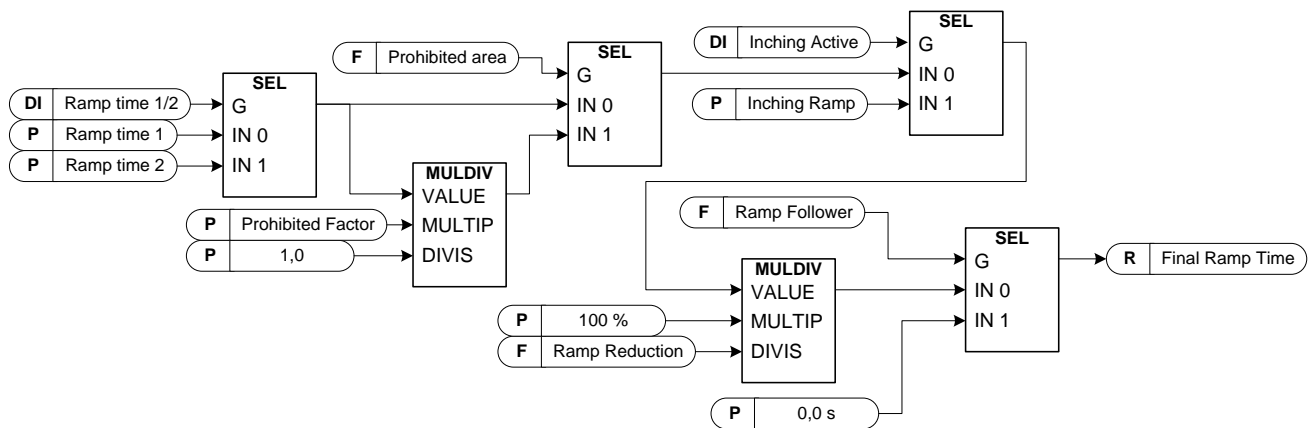 SEL
DI Inching Active
G
IN 0
P Inching Ramp
IN 1
SEL
F Prohibited area
G
IN 0
IN 1
SEL
DI Ramp time 1/2
G
P Ramp time 1
IN 0
P Ramp time 2
IN 1
MULDIV
VALUE
P Prohibited Factor
MULTIP
P 1,0
DIVIS
F Ramp Follower
SEL
G
IN 0
IN 1
R Final Ramp Time
MULDIV
VALUE
P 100 %
MULTIP
F Ramp Reduction
DIVIS
P 0,0 s